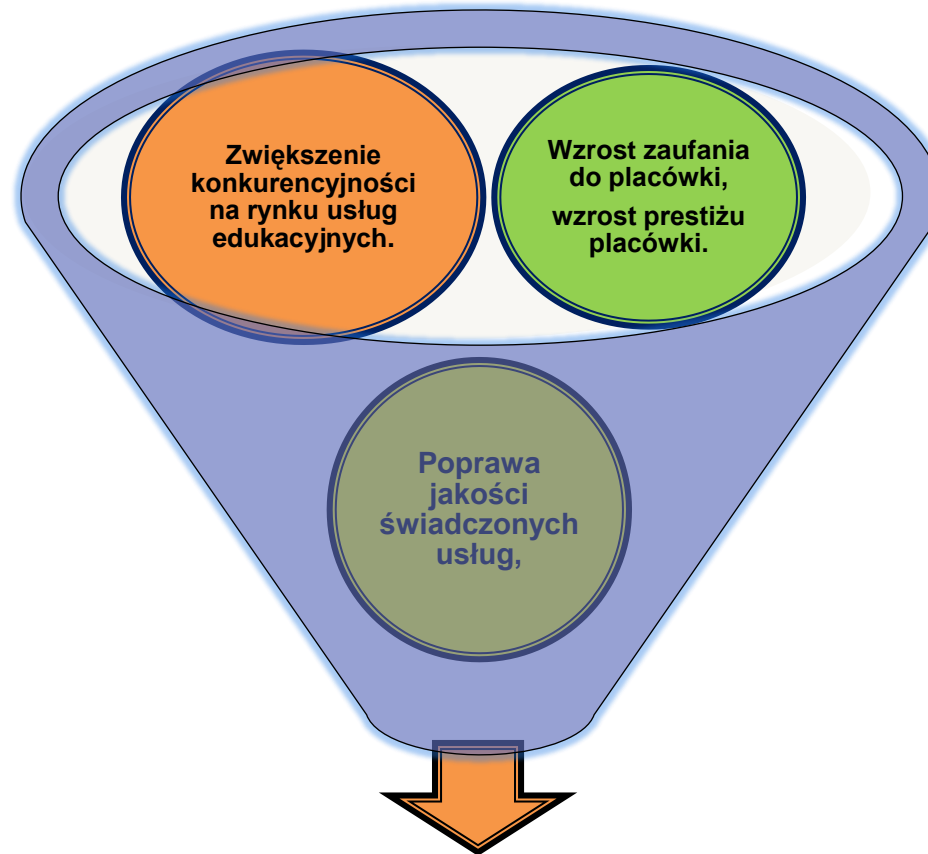 Zwiększenie
konkurencyjności
na rynku usług
edukacyjnych.
Wzrost zaufania
do placówki,
wzrost prestiżu
placówki.
Poprawa
jakości
świadczonych
usług,